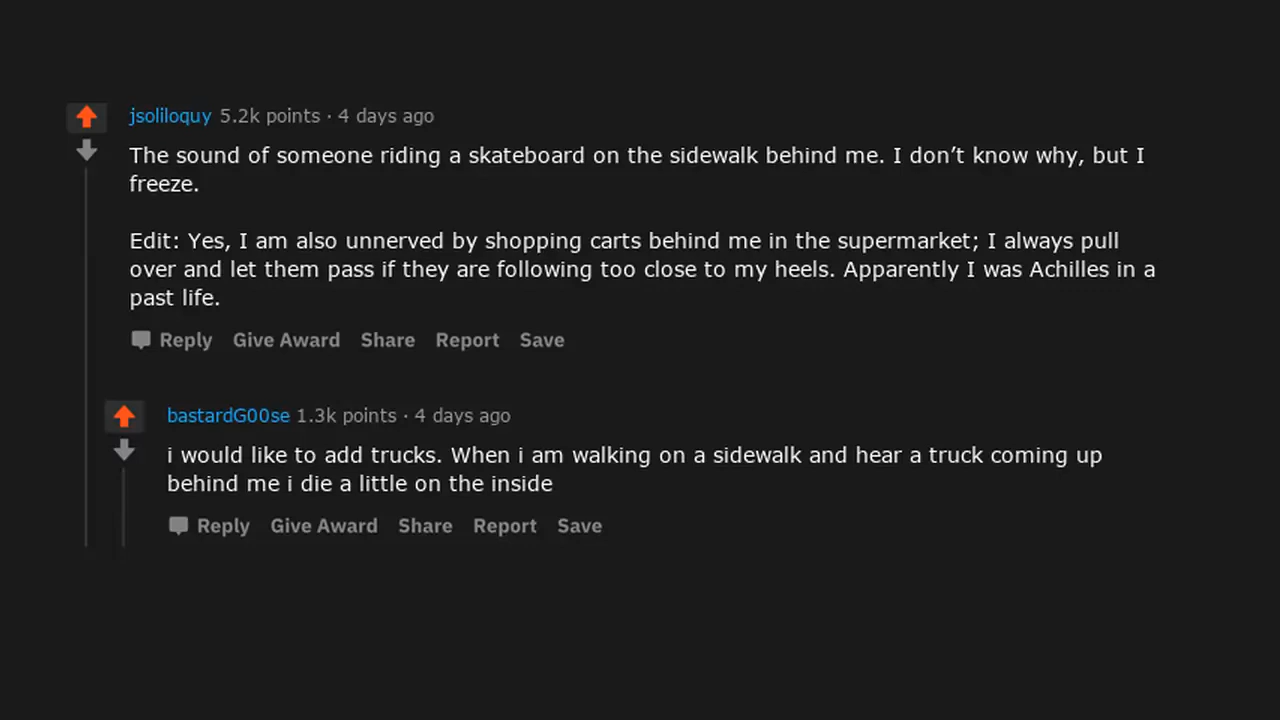 jsoliloquy 5.2k points · 4 days ago
The sound of someone riding a skateboard on the sidewalk behind me. I don’t know why, but I
freeze.
Edit: Yes, I am also unnerved by shopping carts behind me in the supermarket; I always pull
over and let them pass if they are following too close to my heels. Apparently I was Achilles in a
past life.
Reply Give Award Share Report Save
bastardG00se 1.3k points · 4 days ago
i would like to add trucks. When i am walking on a sidewalk and hear a truck coming up
behind me i die a little on the inside
Reply Give Award Share Report Save